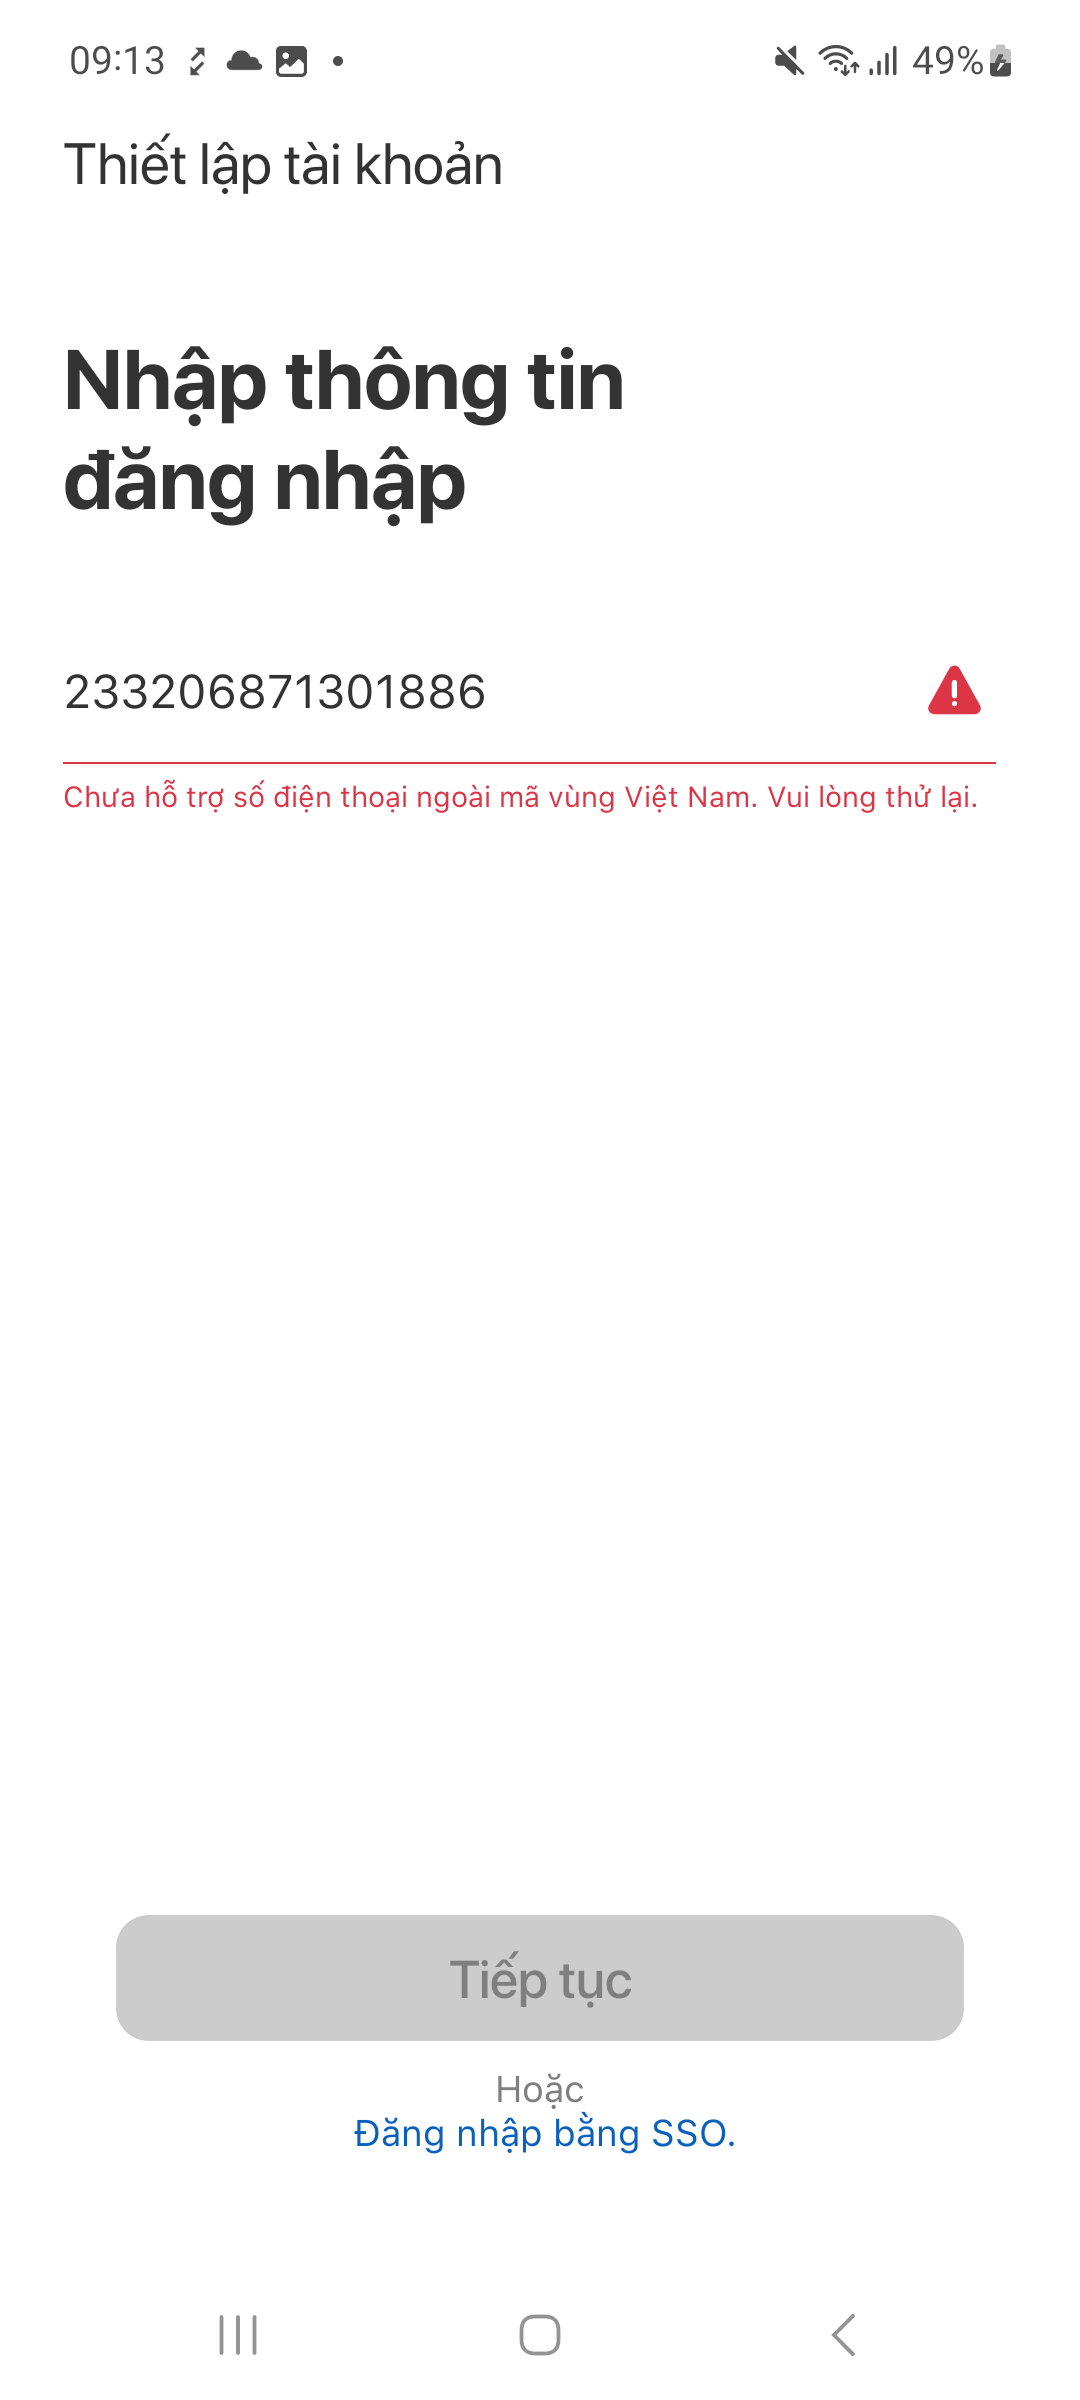 09:13
49%
Thiết lập tài khoản
Nhập thông tin
đăng nhập
233206871301886
Chưa hỗ trợ số điện thoại ngoài mã vùng Việt Nam. Vui lòng thử lại.
Tiếp tục
Hoặc
Đăng nhập bằng SSO.